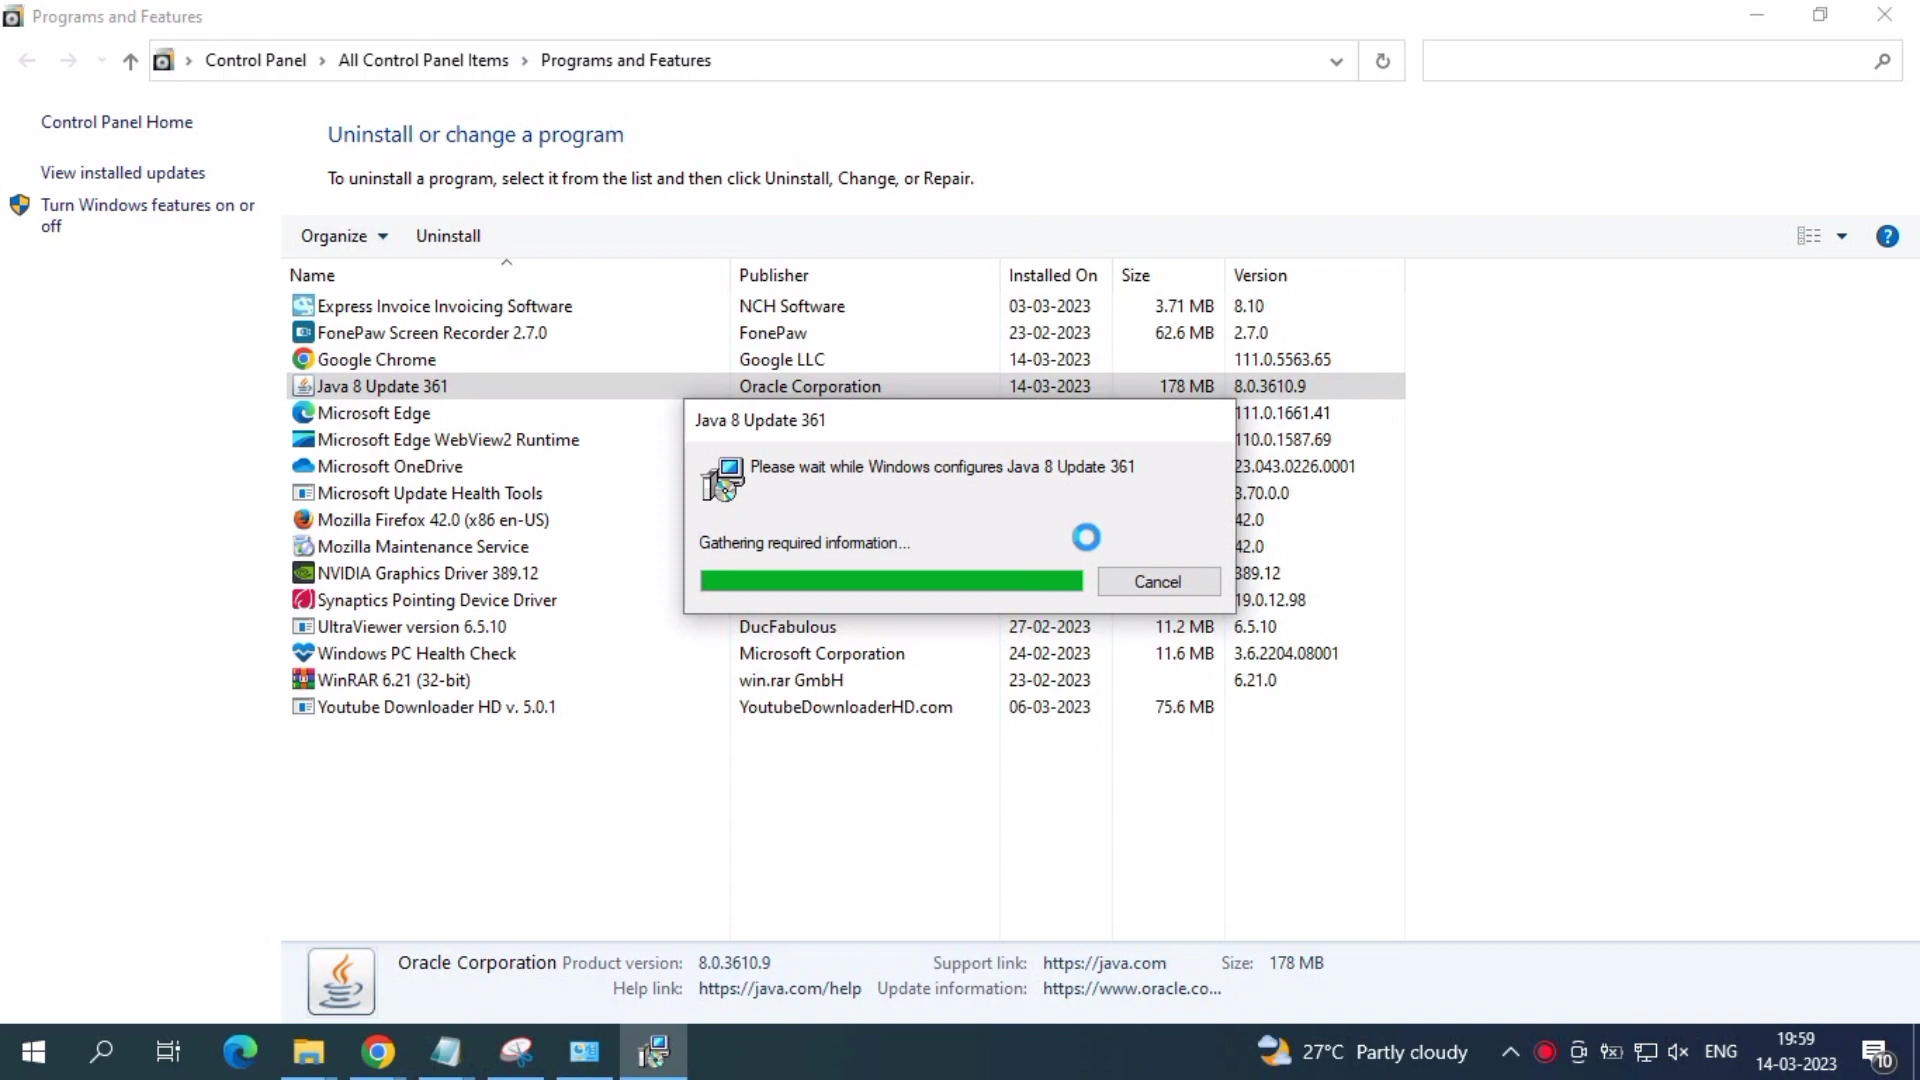 Programs and Features
Control Panel › All Control Panel Items › Programs and Features
Control Panel Home
View installed updates
Turn Windows features on or
off
Uninstall or change a program
To uninstall a program, select it from the list and then click Uninstall, Change, or Repair.
Organize Uninstall
Name Publisher Installed On Size Version
Express Invoice Invoicing Software NCH Software 03-03-2023 3.71 MB 8.10
FonePaw Screen Recorder 2.7.0 FonePaw 23-02-2023 62.6 MB 2.7.0
Google Chrome Google LLC 14-03-2023 111.0.5563.65
Java 8 Update 361 Oracle Corporation 14-03-2023 178 MB 8.0.3610.9
Microsoft Edge 111.0.1661.41
Microsoft Edge WebView2 Runtime 110.0.1587.69
Microsoft OneDrive 23.043.0226.0001
Microsoft Update Health Tools 3.70.0.0
Mozilla Firefox 42.0 (x86 en-US) 42.0
Mozilla Maintenance Service 42.0
NVIDIA Graphics Driver 389.12 389.12
Synaptics Pointing Device Driver 19.0.12.98
UltraViewer version 6.5.10 DucFabulous 27-02-2023 11.2 MB 6.5.10
Windows PC Health Check Microsoft Corporation 24-02-2023 11.6 MB 3.6.2204.08001
WinRAR 6.21 (32-bit) win.rar GmbH 23-02-2023 6.21.0
Youtube Downloader HD v. 5.0.1 YoutubeDownloaderHD.com 06-03-2023 75.6 MB
Java 8 Update 361
Please wait while Windows configures Java 8 Update 361
Gathering required information...
Cancel
Oracle Corporation Product version: 8.0.3610.9 Support link: https://java.com Size: 178 MB
Help link: https://java.com/help Update information: https://www.oracle.co...
27°C Partly cloudy ENG 19:59
14-03-2023 10